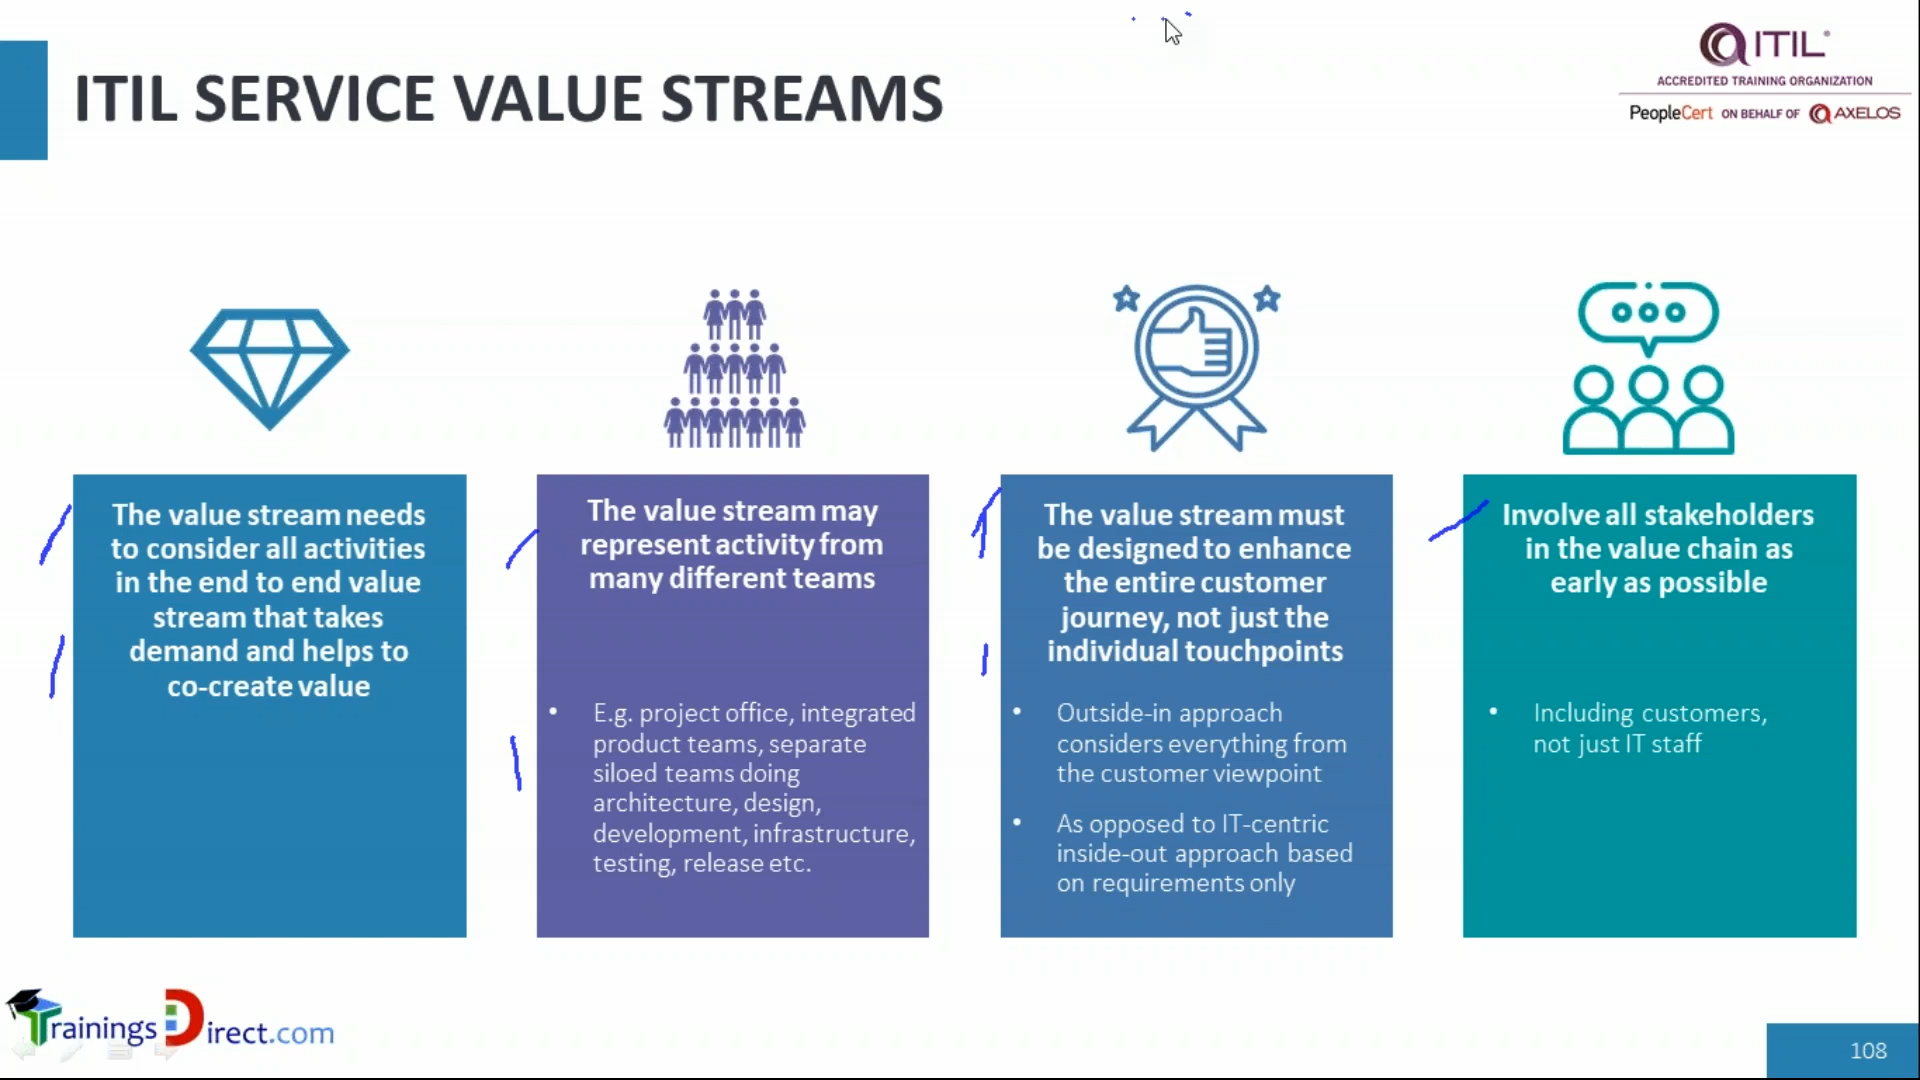 ITIL SERVICE VALUE STREAMS
ITIL®
ACCREDITED TRAINING ORGANIZATION
PeopleCert ON BEHALF OF AXELOS
The value stream needs
to consider all activities
in the end to end value
stream that takes
demand and helps to
co-create value
The value stream may
represent activity from
many different teams
• E.g. project office, integrated
product teams, separate
siloed teams doing
architecture, design,
development, infrastructure,
testing, release etc.
The value stream must
be designed to enhance
the entire customer
journey, not just the
individual touchpoints
• Outside-in approach
considers everything from
the customer viewpoint
• As opposed to IT-centric
inside-out approach based
on requirements only
Involve all stakeholders
in the value chain as
early as possible
• Including customers,
not just IT staff
TrainingsDirect.com
108